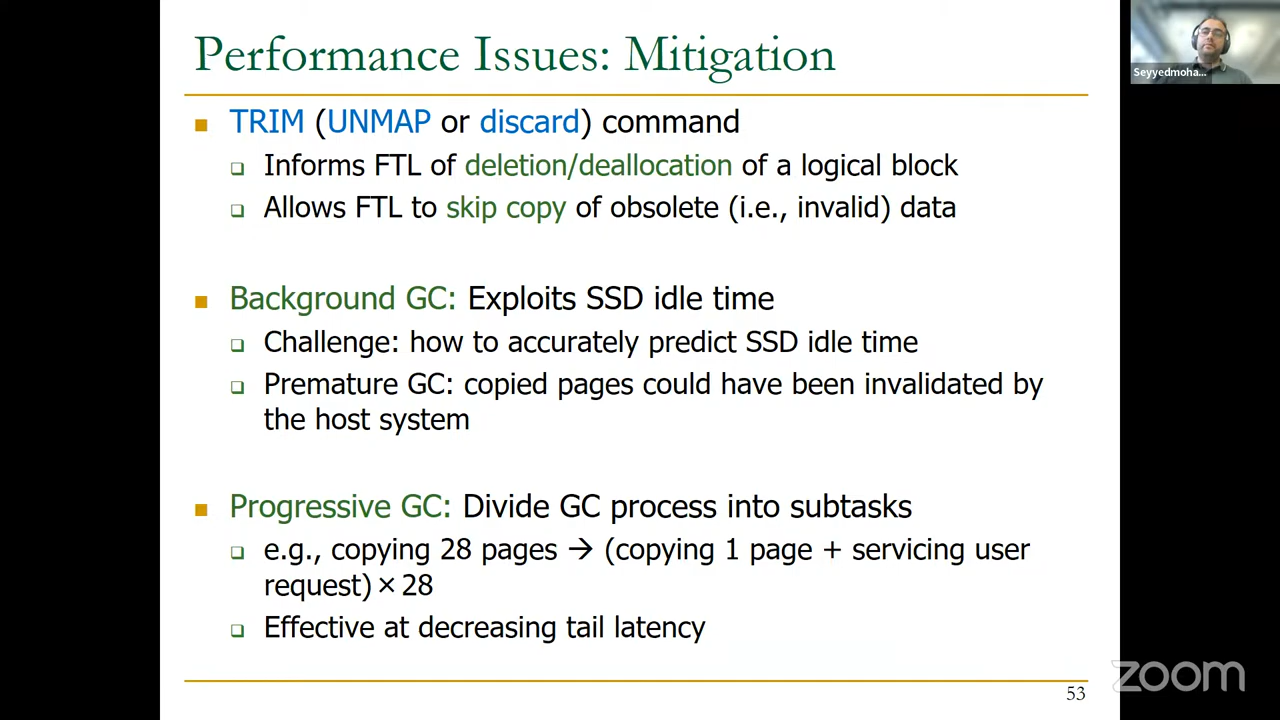 Performance Issues: Mitigation
Seyyedmoha...
TRIM (UNMAP or discard) command
Informs FTL of deletion/deallocation of a logical block
Allows FTL to skip copy of obsolete (i.e., invalid) data
Background GC: Exploits SSD idle time
Challenge: how to accurately predict SSD idle time
Premature GC: copied pages could have been invalidated by
the host system
Progressive GC: Divide GC process into subtasks
e.g., copying 28 pages → (copying 1 page + servicing user
request) × 28
Effective at decreasing tail latency
zoom
53